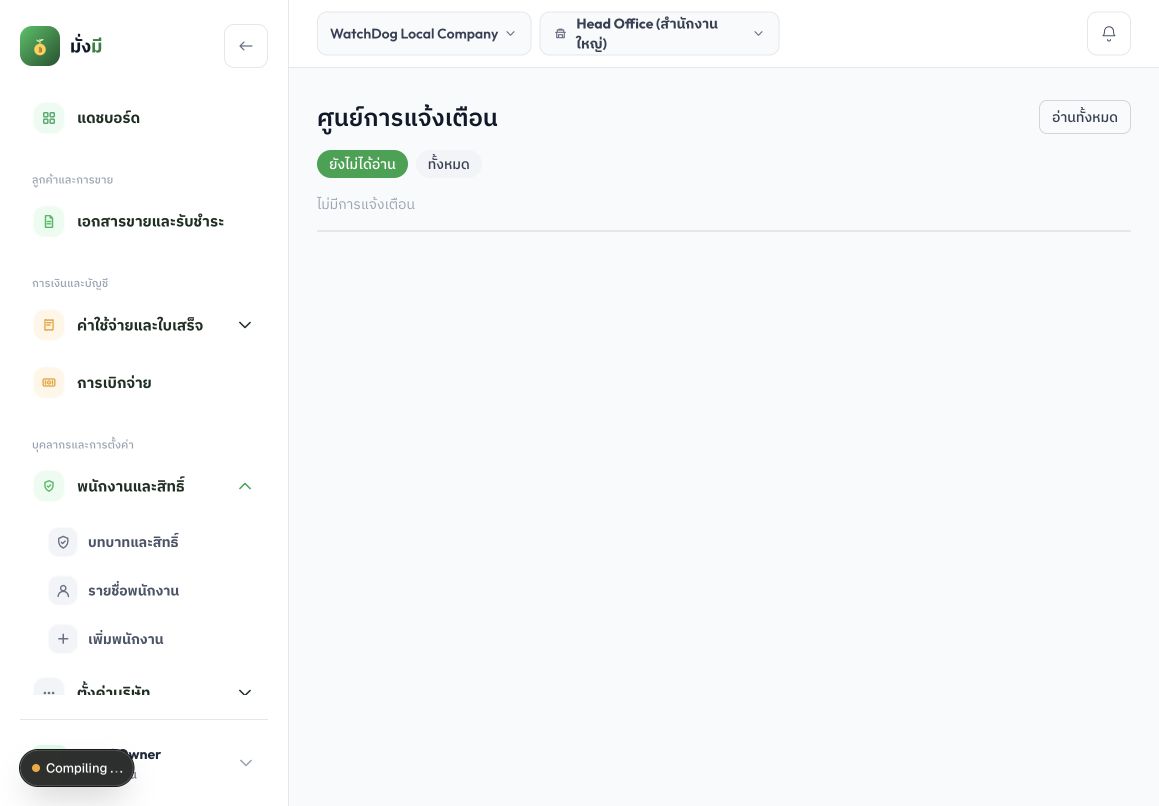 มั่งมี
แดชบอร์ด
ลูกค้าและการขาย
เอกสารขายและรับชำระ
การเงินและบัญชี
ค่าใช้จ่ายและใบเสร็จ
การเบิกจ่าย
บุคลากรและการตั้งค่า
พนักงานและสิทธิ์
บทบาทและสิทธิ์
รายชื่อพนักงาน
เพิ่มพนักงาน
ตั้งค่าบริษัท
Owner
Compiling ...
WatchDog Local Company
Head Office (สำนักงาน
ใหญ่)
ศูนย์การแจ้งเตือน
อ่านทั้งหมด
ยังไม่ได้อ่าน
ทั้งหมด
ไม่มีการแจ้งเตือน